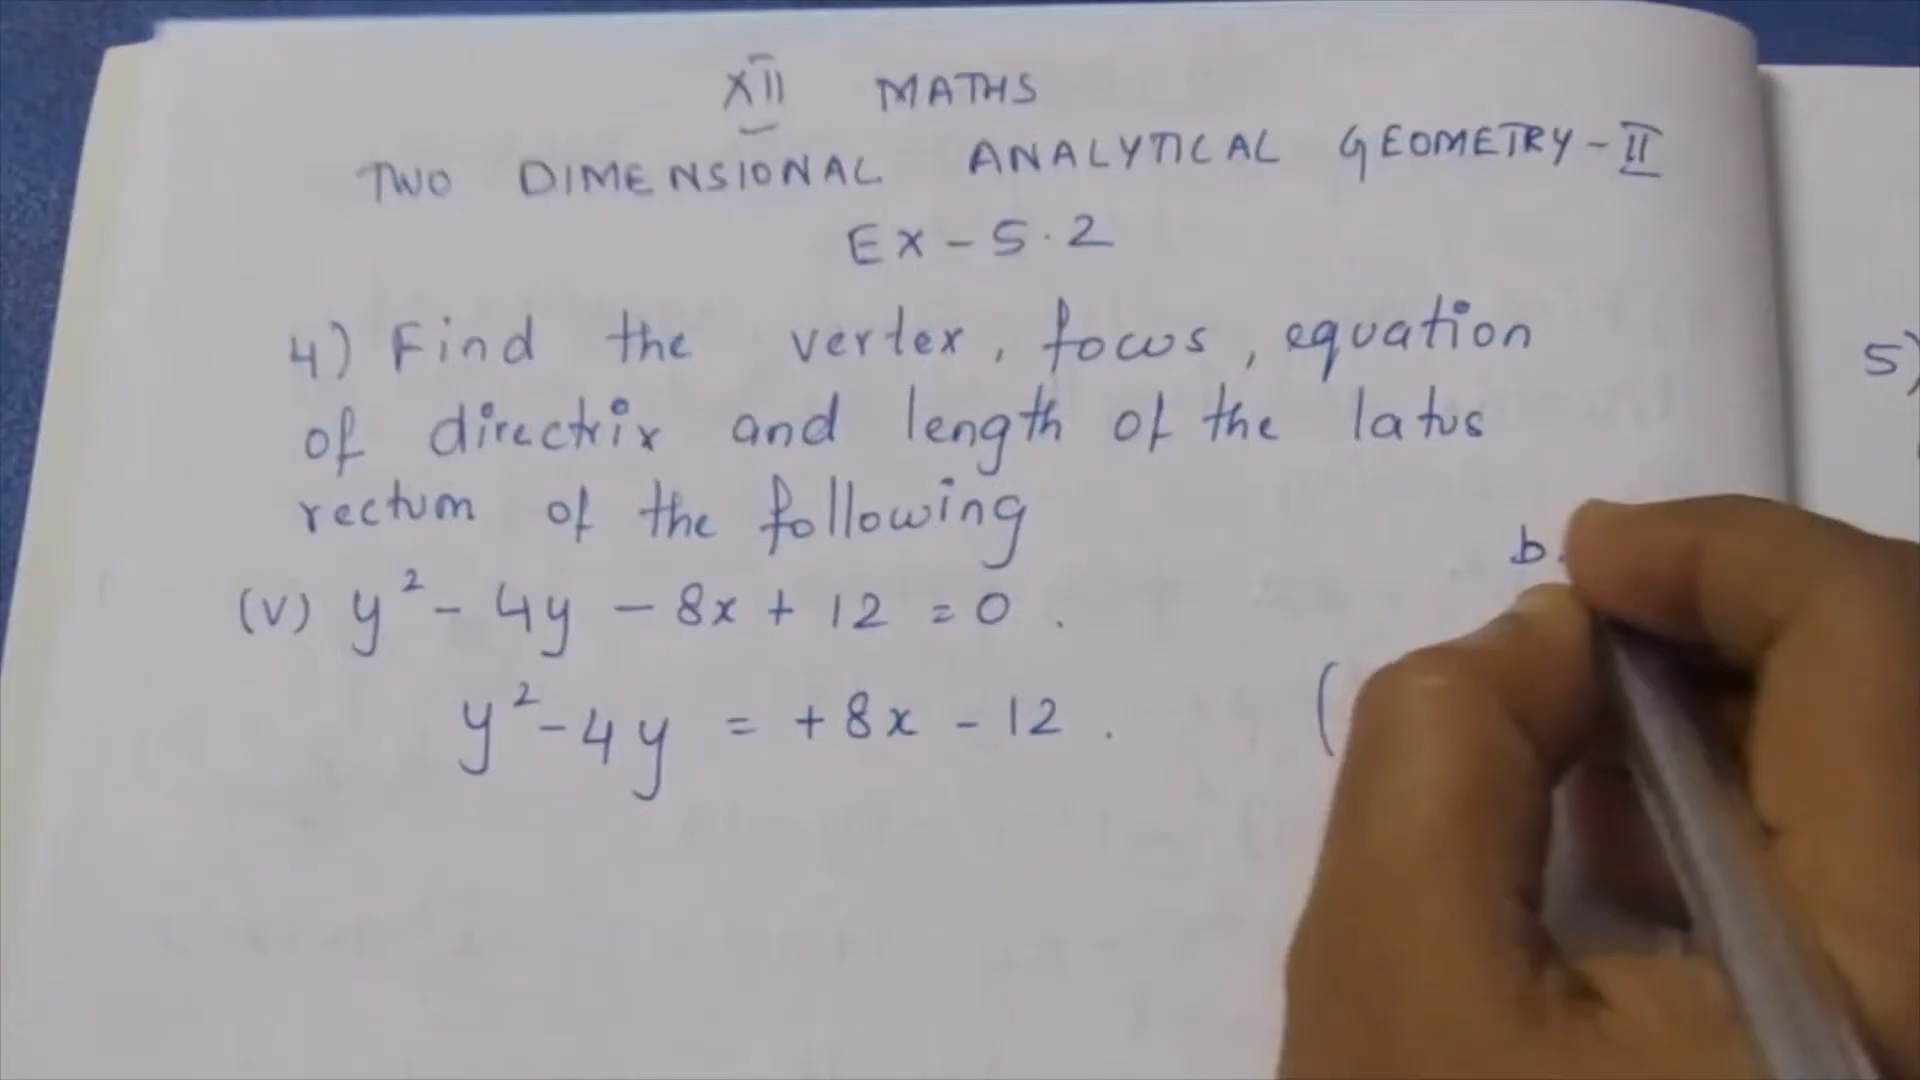 XII MATHS
TWO DIMENSIONAL ANALYTICAL GEOMETRY - II
Ex - 5.2
4) Find the vertex, focus, equation
of directrix and length of the latus
rectum of the following
(V) y² - 4y - 8x + 12 = 0.
y² - 4y = +8x - 12.
b
(
5)